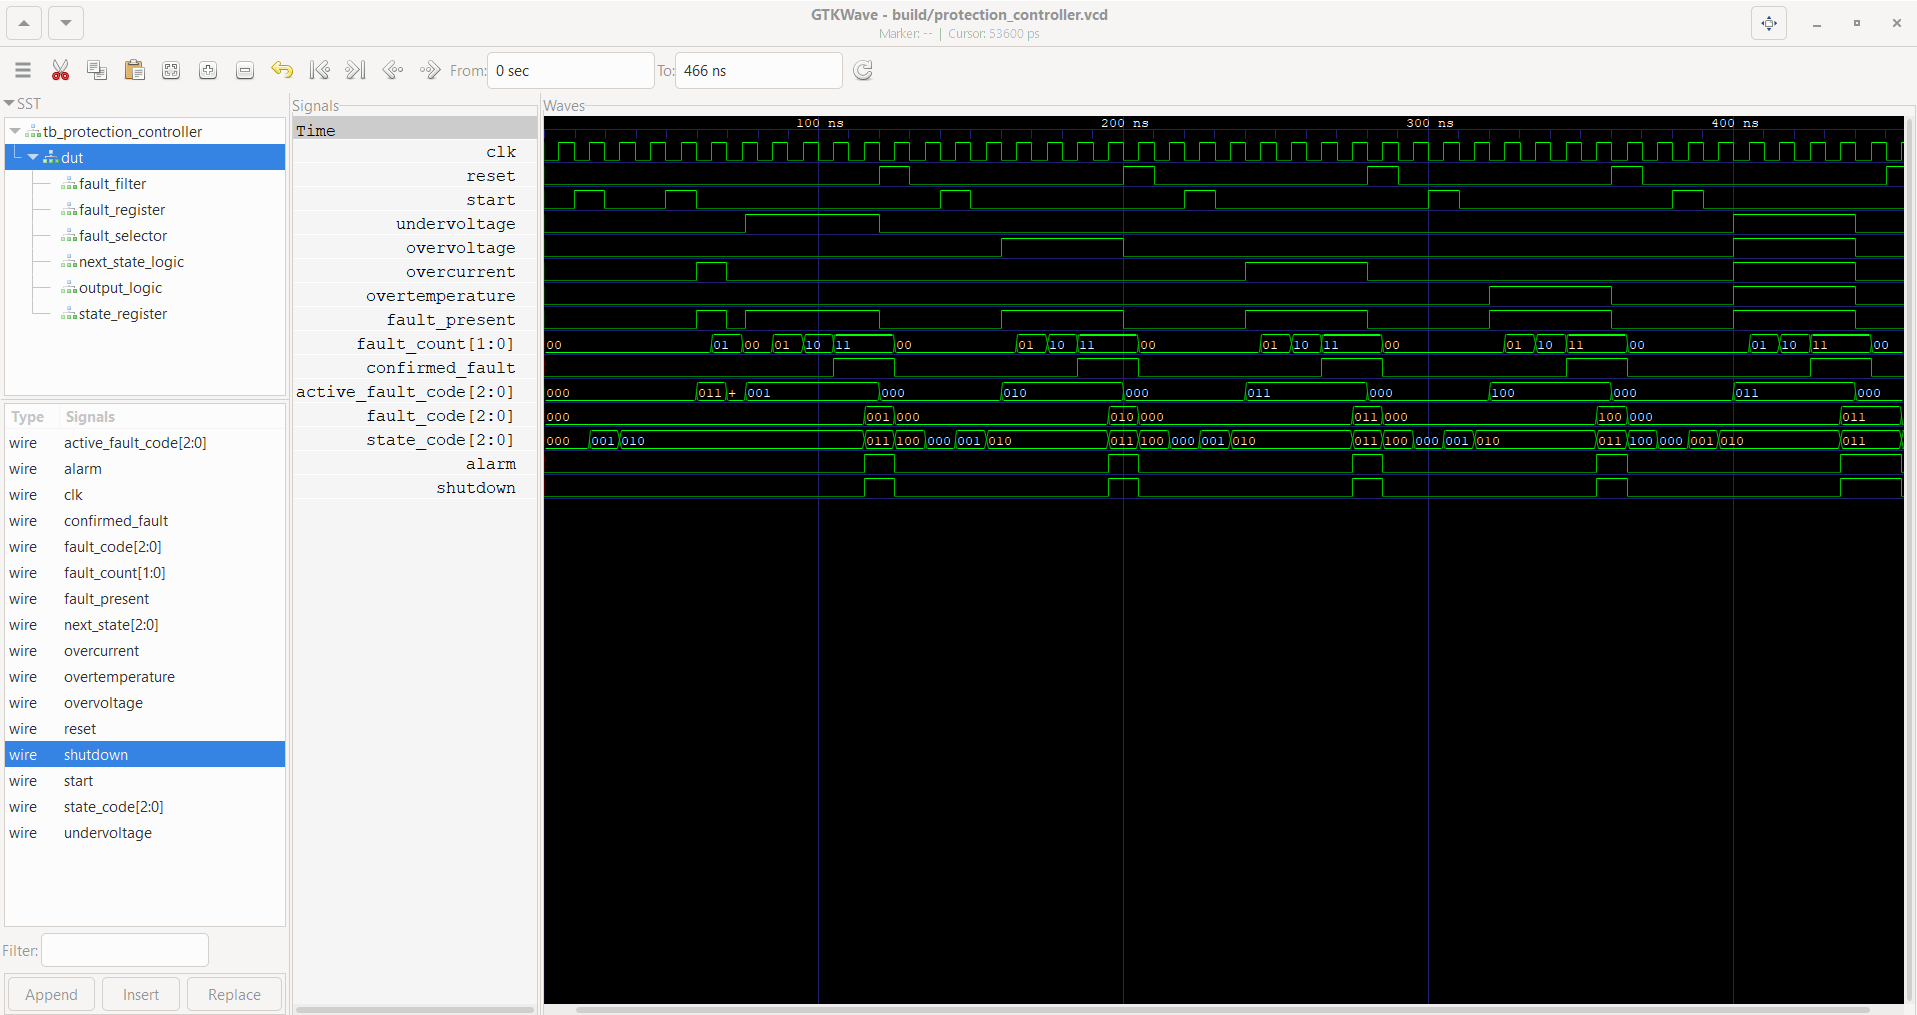 GTKWave - build/protection_controller.vcd
Marker: -- | Cursor: 53600 ps
From: 0 sec To: 466 ns
SST
tb_protection_controller
dut
fault_filter
fault_register
fault_selector
next_state_logic
output_logic
state_register
Type Signals
wire active_fault_code[2:0]
wire alarm
wire clk
wire confirmed_fault
wire fault_code[2:0]
wire fault_count[1:0]
wire fault_present
wire next_state[2:0]
wire overcurrent
wire overtemperature
wire overvoltage
wire reset
wire shutdown
wire start
wire state_code[2:0]
wire undervoltage
Filter:
Append Insert Replace
Signals
Time
clk
reset
start
undervoltage
overvoltage
overcurrent
overtemperature
fault_present
fault_count[1:0]
confirmed_fault
active_fault_code[2:0]
fault_code[2:0]
state_code[2:0]
alarm
shutdown
Waves
100 ns 200 ns 300 ns 400 ns
00 01 00 01 10 11 00 01 10 11 00 01 10 11 00 01 10 11 00 01 10 11 00
000 011 + 001 000 010 000 011 000 100 000 011 000
000 001 000 010 000 011 000 100 000 011
000 001 010 011 100 000 001 010 011 100 000 001 010 011 100 000 001 010 011 100 000 001 010 011